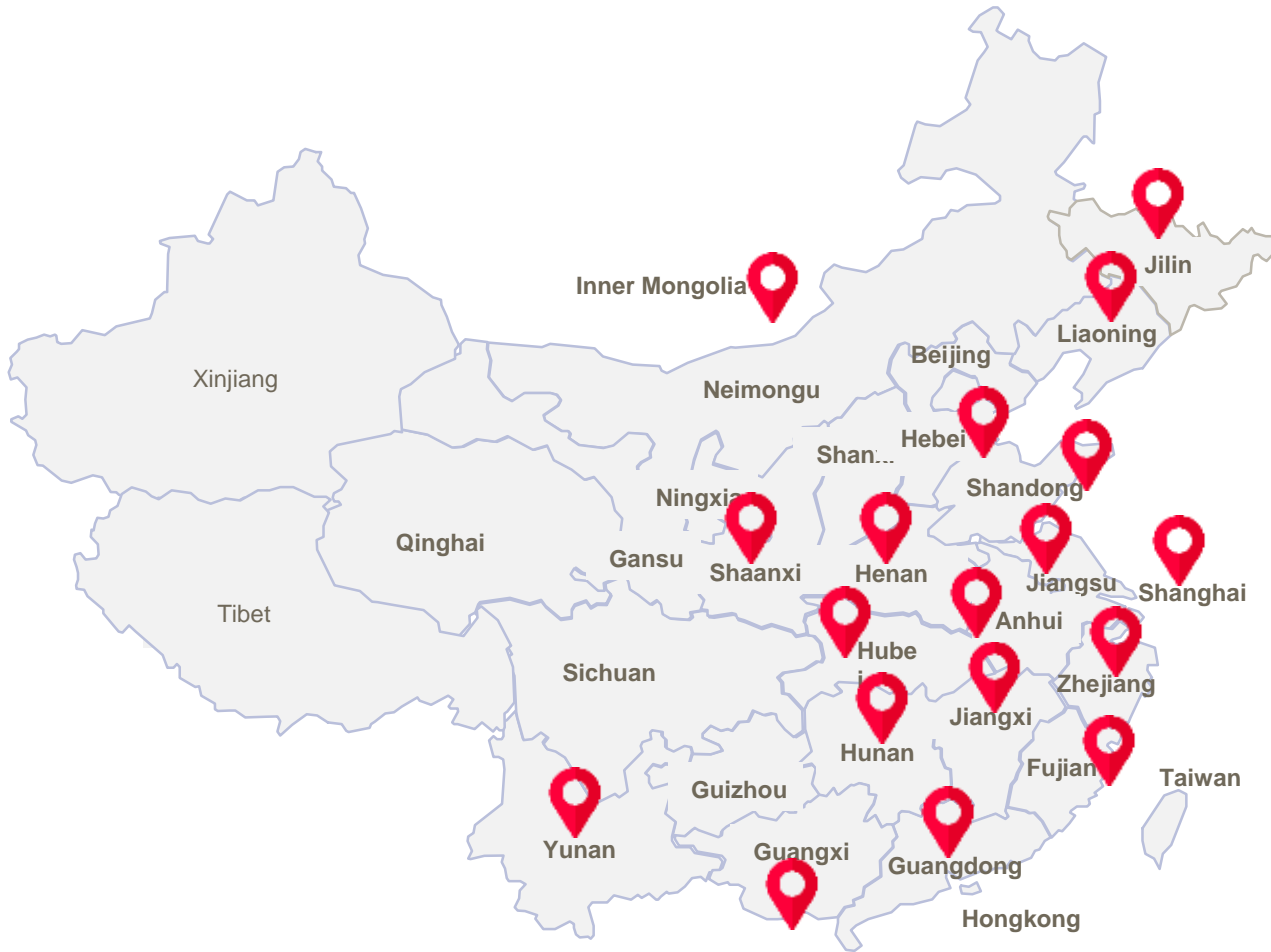 Jilin
Inner Mongolia
Liaoning
Beijing
Xinjiang
Neimongu
Hebei
Shandong
Ningxia
Qinghai
Gansu
Shaanxi
Henan
Jiangsu
Shanghai
Tibet
Anhui
Hube
i
Sichuan
Zhejiang
Jiangxi
Hunan
Fujian
Taiwan
Guizhou
Yunan
Guangxi
Guangdong
Hongkong